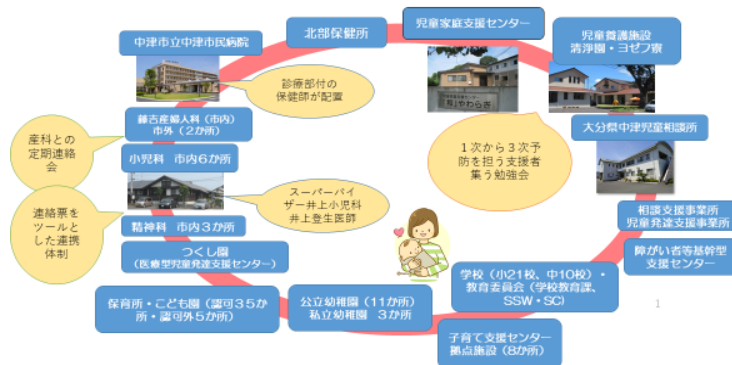 中津市立中津市民病院
北部保健所
児童家庭支援センター
児童養護施設
清浄園・ヨゼフ寮
診療部付の
保健師が配置
藤吉産婦人科（市内）
市外（2か所）
大分県中津児童相談所
産科との
定期連絡
会
小児科 市内6か所
１次から３次予
防を担う支援者
集う勉強会
スーパーバイ
ザー井上小児科
井上登生医師
連絡票を
ツールと
した連携
体制
精神科 市内３か所
相談支援事業所
児童発達支援事業所
つくし園
（医療型児童発達支援センター）
障がい者等基幹型
支援センター
学校（小21校、中10校）・
教育委員会（学校教育課、
SSW・SC）
保育所・こども園（認可35か
所・認可外5か所）
公立幼稚園（11か所）
私立幼稚園 3か所
1
子育て支援センター
拠点施設（8か所）